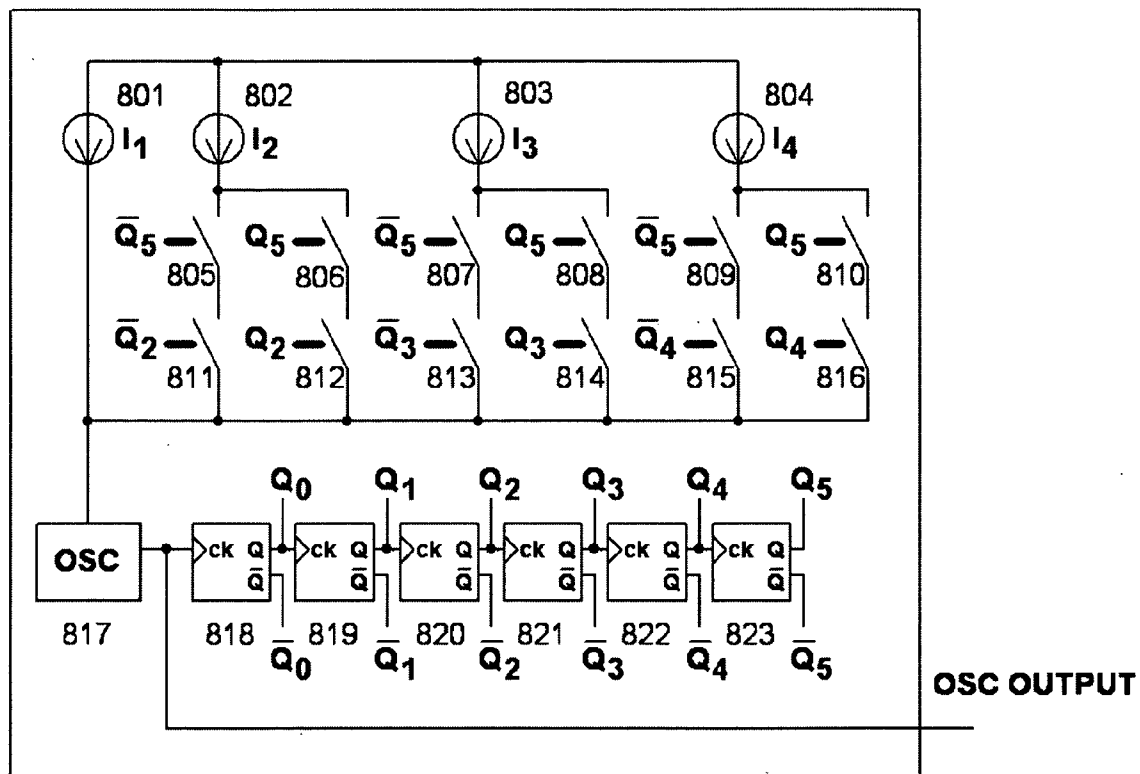 801 802 803 804
I1 I2 I3 I4
Q̅5 Q5 Q̅5 Q5 Q̅5 Q5
805 806 807 808 809 810
Q̅2 Q2 Q̅3 Q3 Q̅4 Q4
811 812 813 814 815 816
Q0 Q1 Q2 Q3 Q4 Q5
OSC ck Q ck Q ck Q ck Q ck Q ck Q
Q̅ Q̅ Q̅ Q̅ Q̅ Q̅
817 818 819 820 821 822 823
Q̅0 Q̅1 Q̅2 Q̅3 Q̅4 Q̅5
OSC OUTPUT